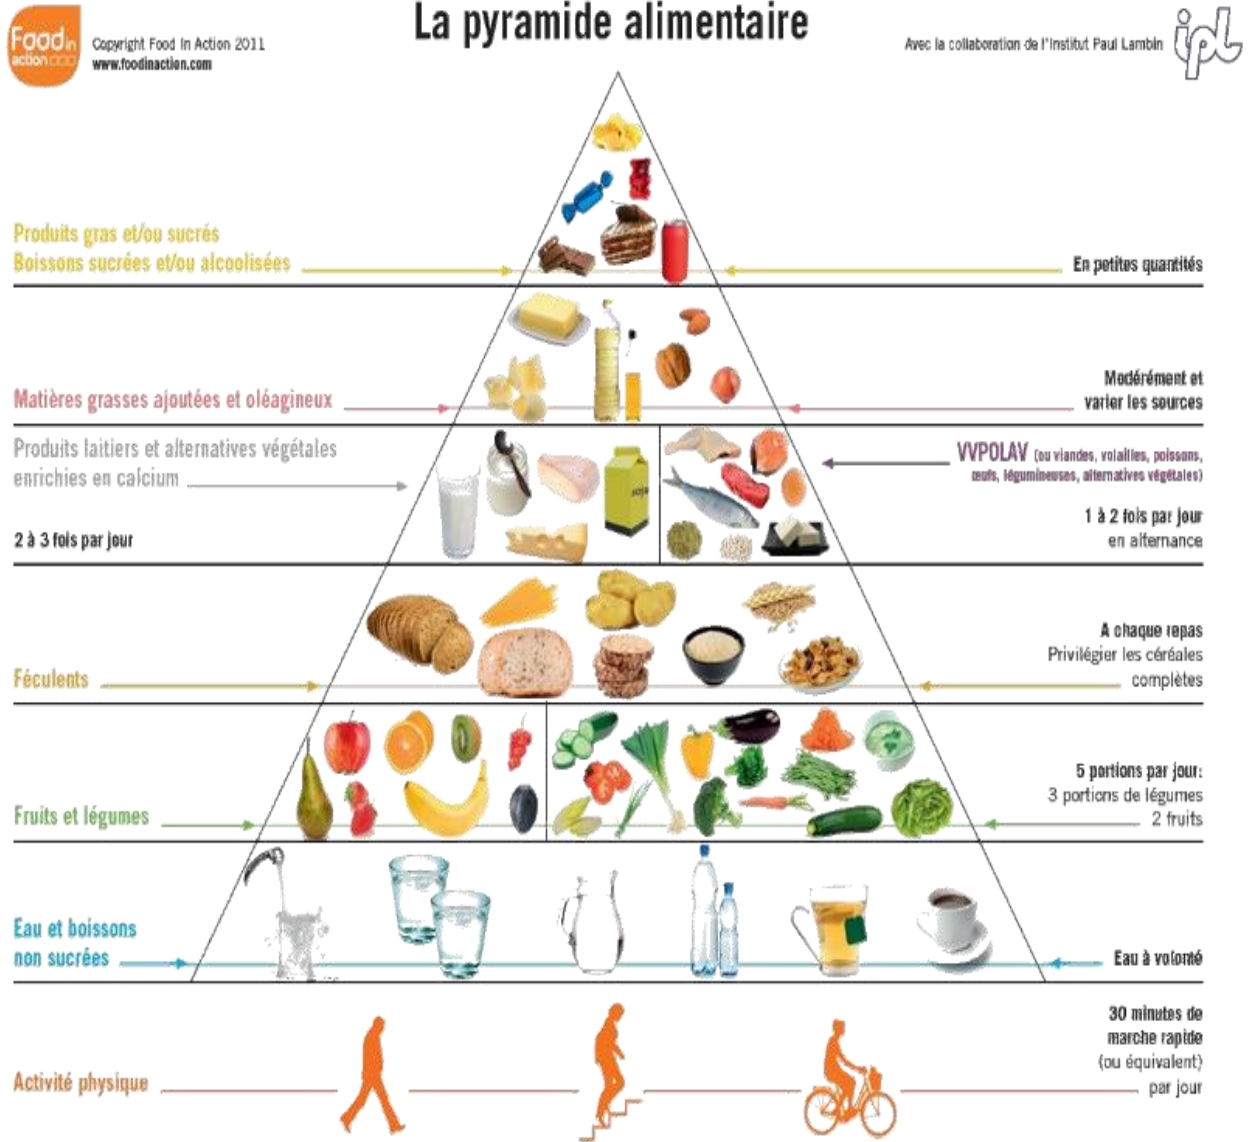 La pyramide alimentaire
Food in
action
Copyright Food In Action 2011
www.foodinaction.com
Avec la collaboration de l'Institut Paul Lambin
ipl
Produits gras et/ou sucrés
Boissons sucrées et/ou alcoolisées
En petites quantités
Matières grasses ajoutées et oléagineux
Modérément et
varier les sources
Produits laitiers et alternatives végétales
enrichies en calcium
2 à 3 fois par jour
soja
VVPOLAV (ou viandes, volailles, poissons,
œufs, légumineuses, alternatives végétales)
1 à 2 fois par jour
en alternance
Féculents
A chaque repas
Privilégier les céréales
complètes
Fruits et légumes
5 portions par jour:
3 portions de légumes
2 fruits
Eau et boissons
non sucrées
Eau à volonté
Activité physique
30 minutes de
marche rapide
(ou équivalent)
par jour